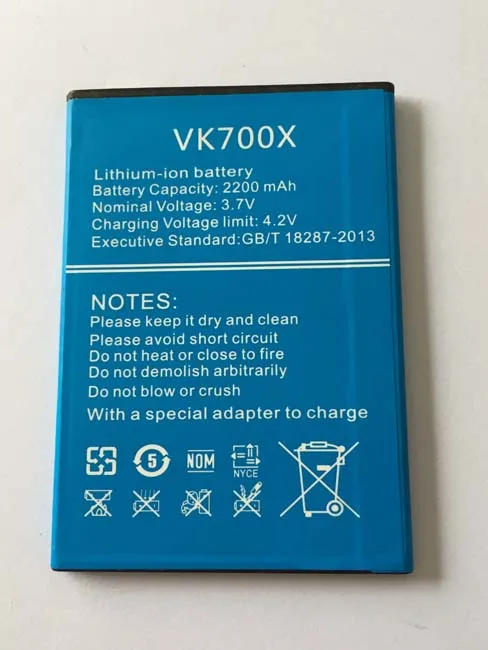 VK700X
Lithium-ion battery
Battery Capacity: 2200 mAh
Nominal Voltage: 3.7V
Charging Voltage limit: 4.2V
Executive Standard:GB/T 18287-2013
NOTES:
Please keep it dry and clean
Please avoid short circuit
Do not heat or close to fire
Do not demolish arbitrarily
Do not blow or crush
With a special adapter to charge
5 NOM
NYCE